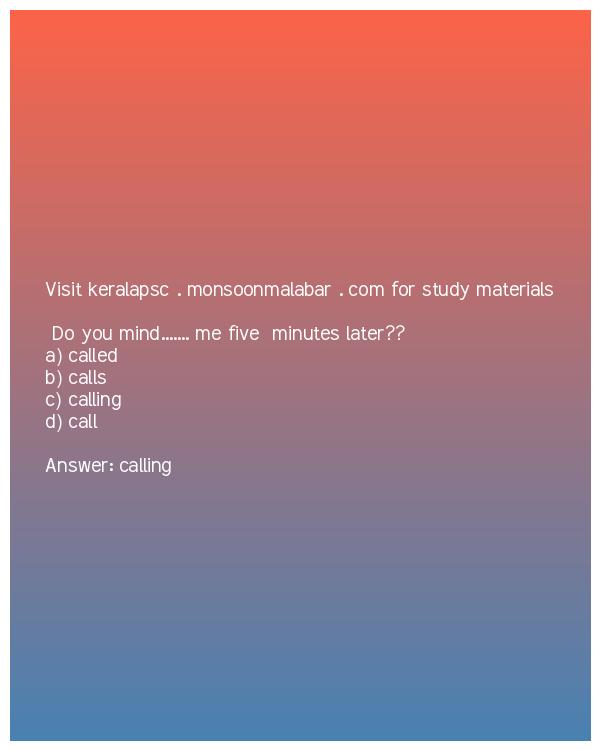 Visit keralapsc . monsoonmalabar . com for study materials
Do you mind....... me five  minutes later??
a) called
b) calls
c) calling
d) call
Answer: calling